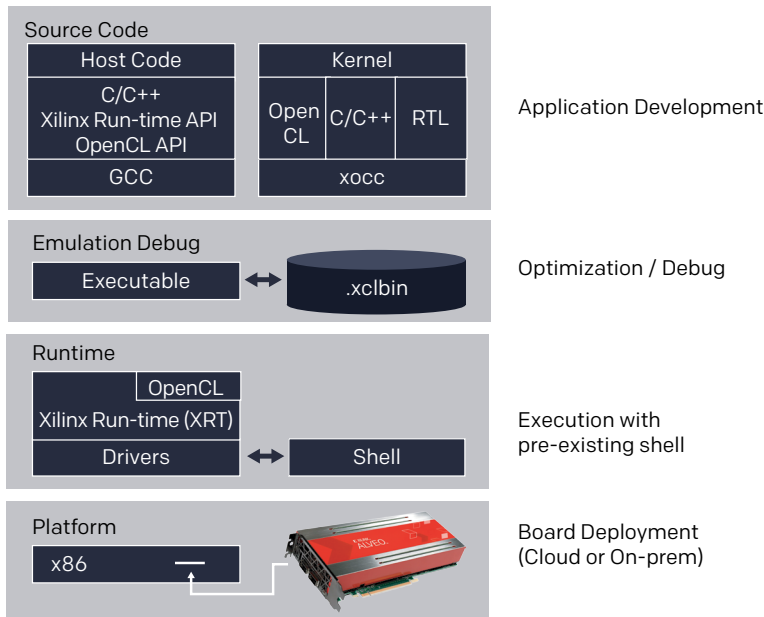 Source Code
Host Code
Kernel
C/C++
Xilinx Run-time API
OpenCL API
Open
CL
C/C++
RTL
GCC
xocc
Application Development
Emulation Debug
Executable
.xclbin
Optimization / Debug
Runtime
OpenCL
Xilinx Run-time (XRT)
Drivers
Shell
Execution with
pre-existing shell
Platform
x86
ALVEO.
Board Deployment
(Cloud or On-prem)